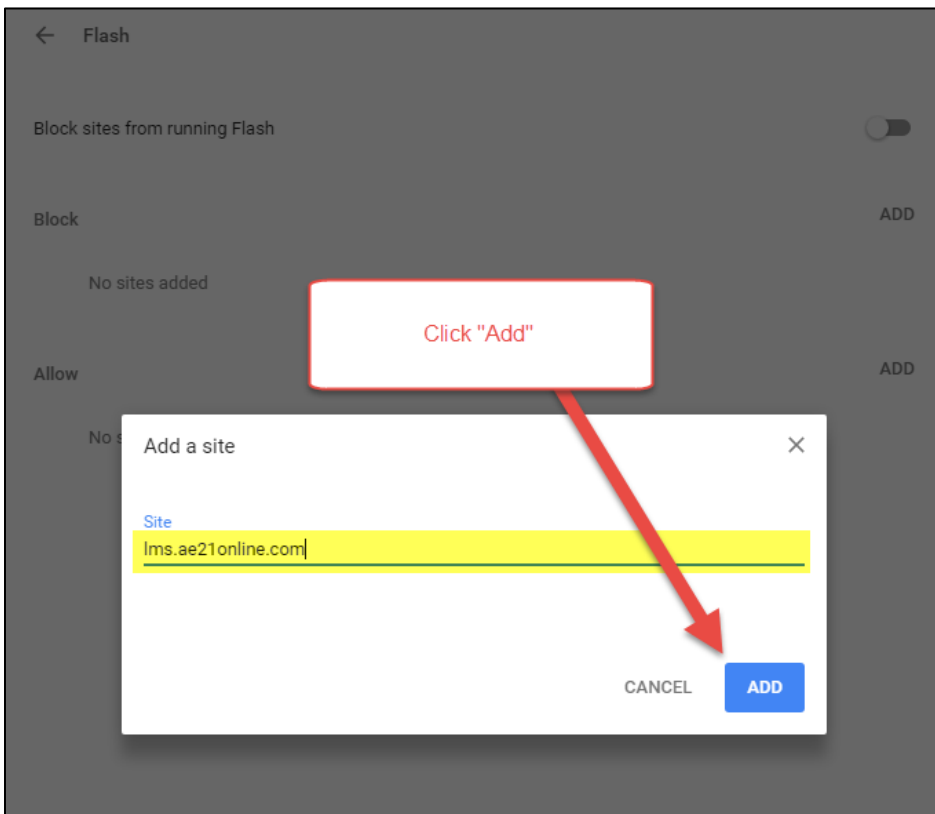 Flash
Block sites from running Flash
Block
ADD
No sites added
Click "Add"
Allow
ADD
No s
Add a site
Site
lms.ae21online.com
CANCEL
ADD